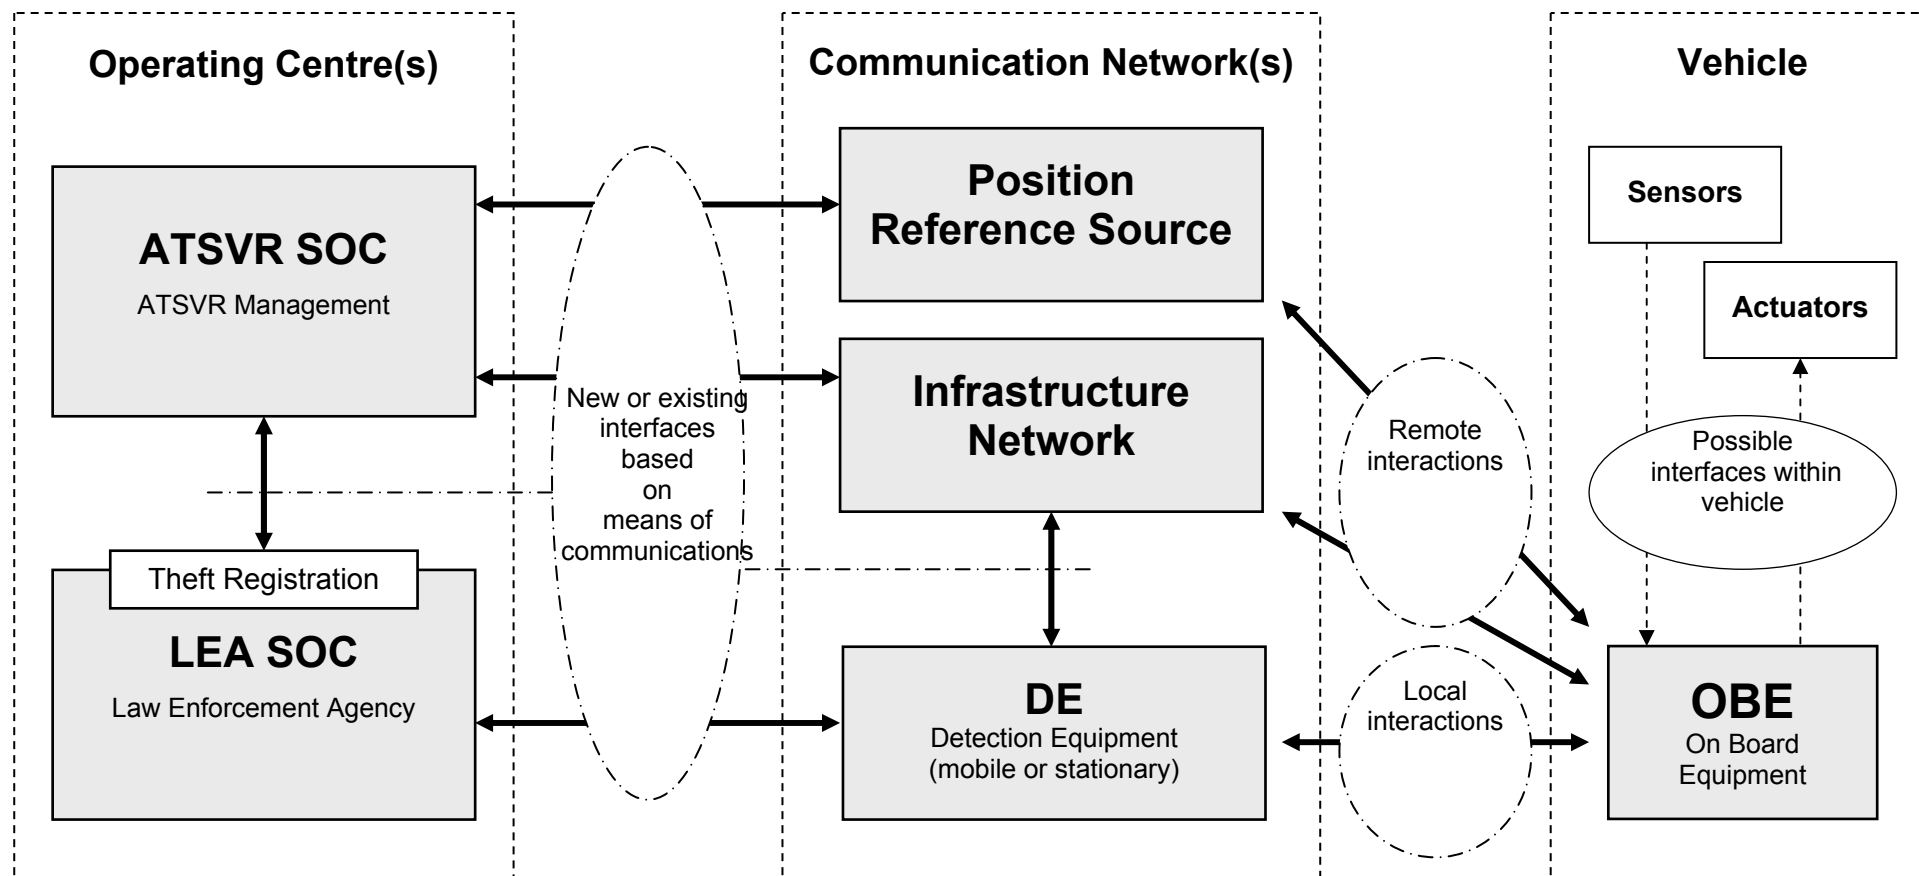 Operating Centre(s)
Communication Network(s)
Vehicle
ATSVR SOC
ATSVR Management
Theft Registration
LEA SOC
Law Enforcement Agency
New or existing
interfaces
based
on
means of
communications
Position
Reference Source
Infrastructure
Network
DE
Detection Equipment
(mobile or stationary)
Remote
interactions
Local
interactions
Sensors
Actuators
Possible
interfaces within
vehicle
OBE
On Board
Equipment